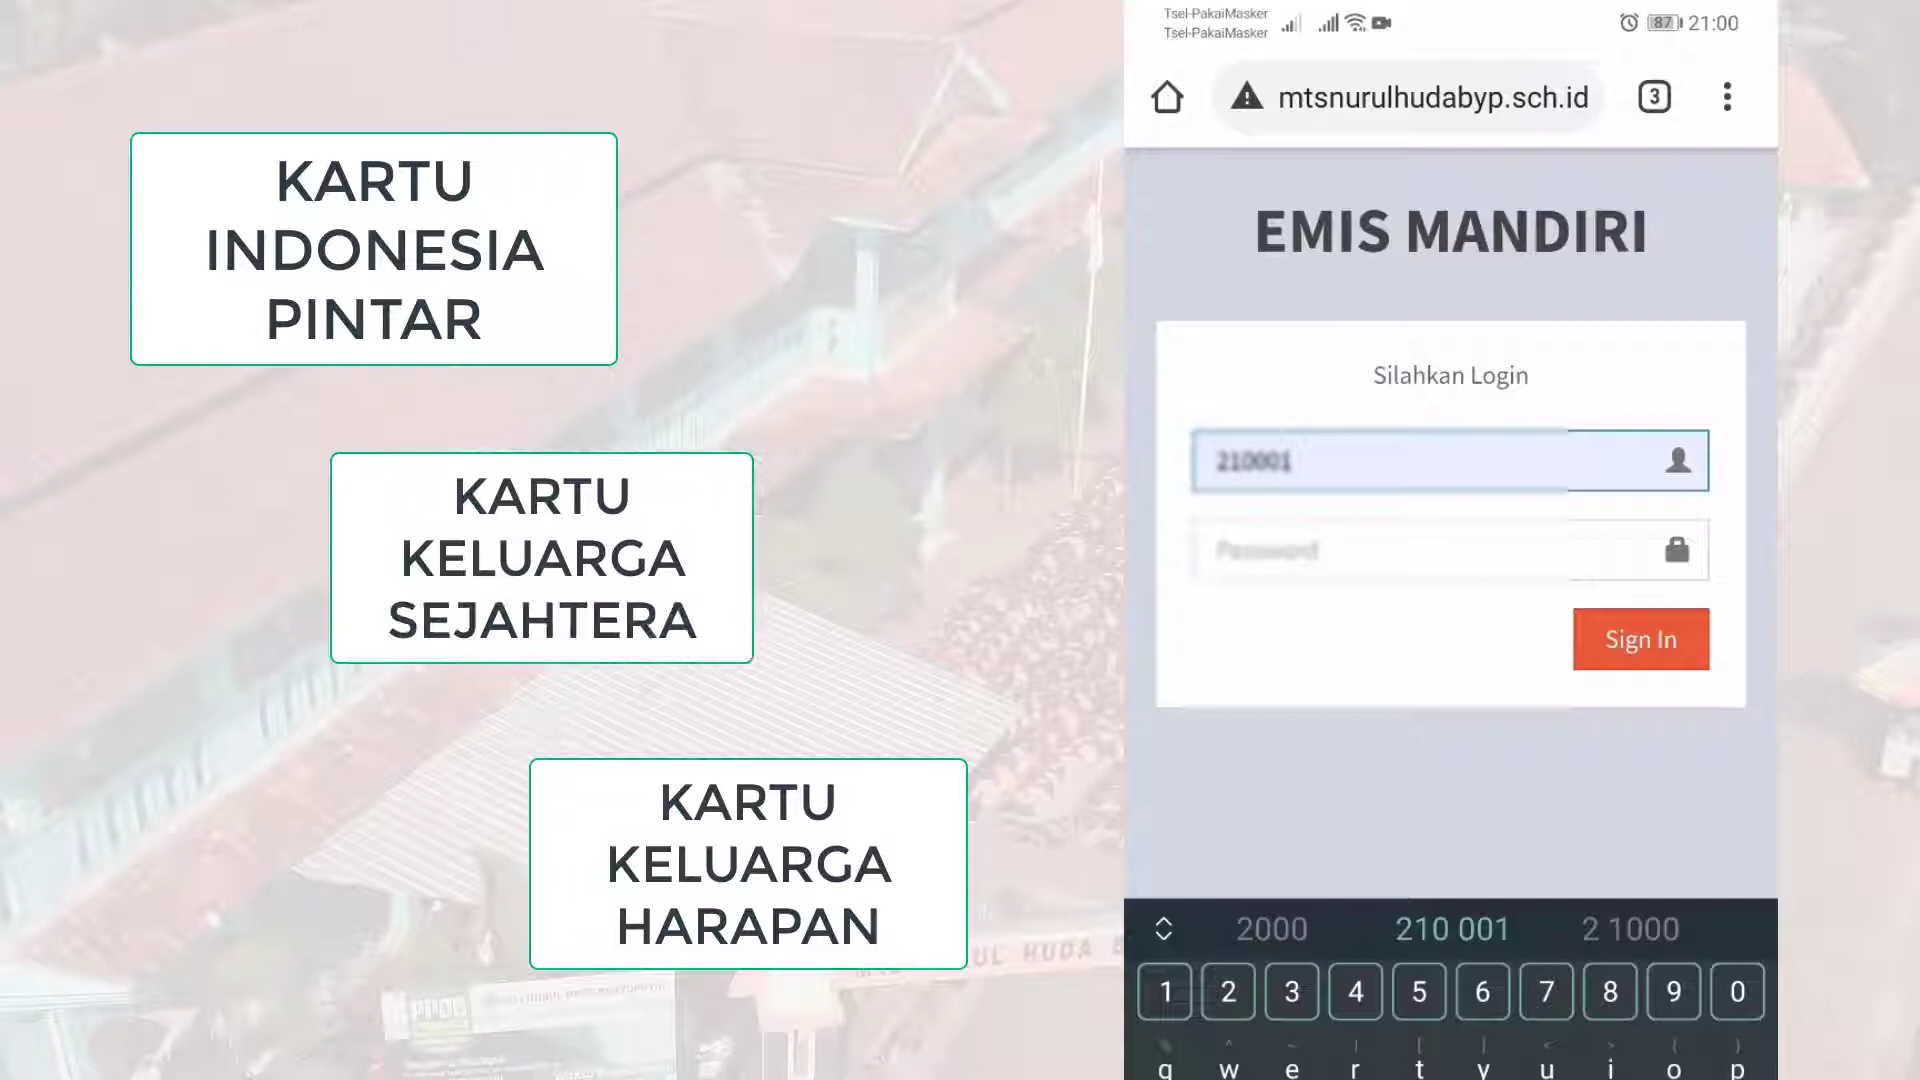 KARTU
INDONESIA
PINTAR
KARTU
KELUARGA
SEJAHTERA
KARTU
KELUARGA
HARAPAN
Tsel-PakaiMasker
Tsel-PakaiMasker
87 21:00
mtsnurulhudabyp.sch.id 3
EMIS MANDIRI
Silahkan Login
210001
Password
Sign In
2000 210 001 2 1000
1 2 3 4 5 6 7 8 9 0
q w e r t y u i o p
UL HUDA